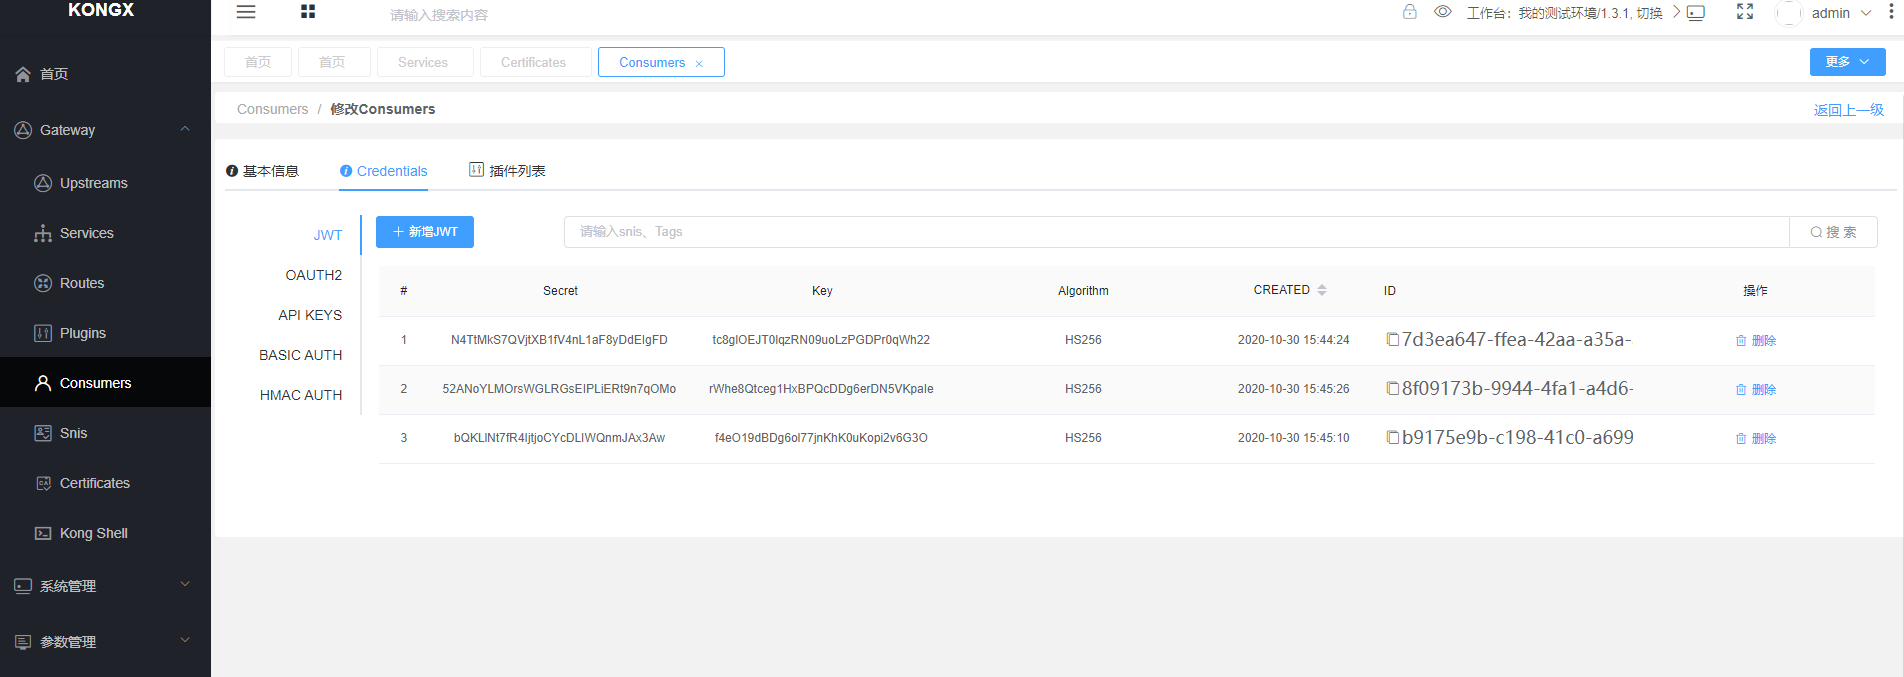 KONGX
请输入搜索内容
工作台：我的测试环境/1.3.1, 切换
admin
首页
Gateway
Upstreams
Services
Routes
Plugins
Consumers
Snis
Certificates
Kong Shell
系统管理
参数管理
首页 首页 Services Certificates Consumers ×
更多
Consumers / 修改Consumers
返回上一级
基本信息 Credentials 插件列表
JWT
OAUTH2
API KEYS
BASIC AUTH
HMAC AUTH
+ 新增JWT
请输入snis、Tags
搜 索
# Secret Key Algorithm CREATED ID 操作
1 N4TtMkS7QVjtXB1fV4nL1aF8yDdEIgFD tc8glOEJT0lqzRN09uoLzPGDPr0qWh22 HS256 2020-10-30 15:44:24 7d3ea647-ffea-42aa-a35a- 删除
2 52ANoYLMOrsWGLRGsEIPLiERt9n7qOMo rWhe8Qtceg1HxBPQcDDg6erDN5VKpale HS256 2020-10-30 15:45:26 8f09173b-9944-4fa1-a4d6- 删除
3 bQKLlNt7fR4ljtjoCYcDLIWQnmJAx3Aw f4eO19dBDg6ol77jnKhK0uKopi2v6G3O HS256 2020-10-30 15:45:10 b9175e9b-c198-41c0-a699 删除